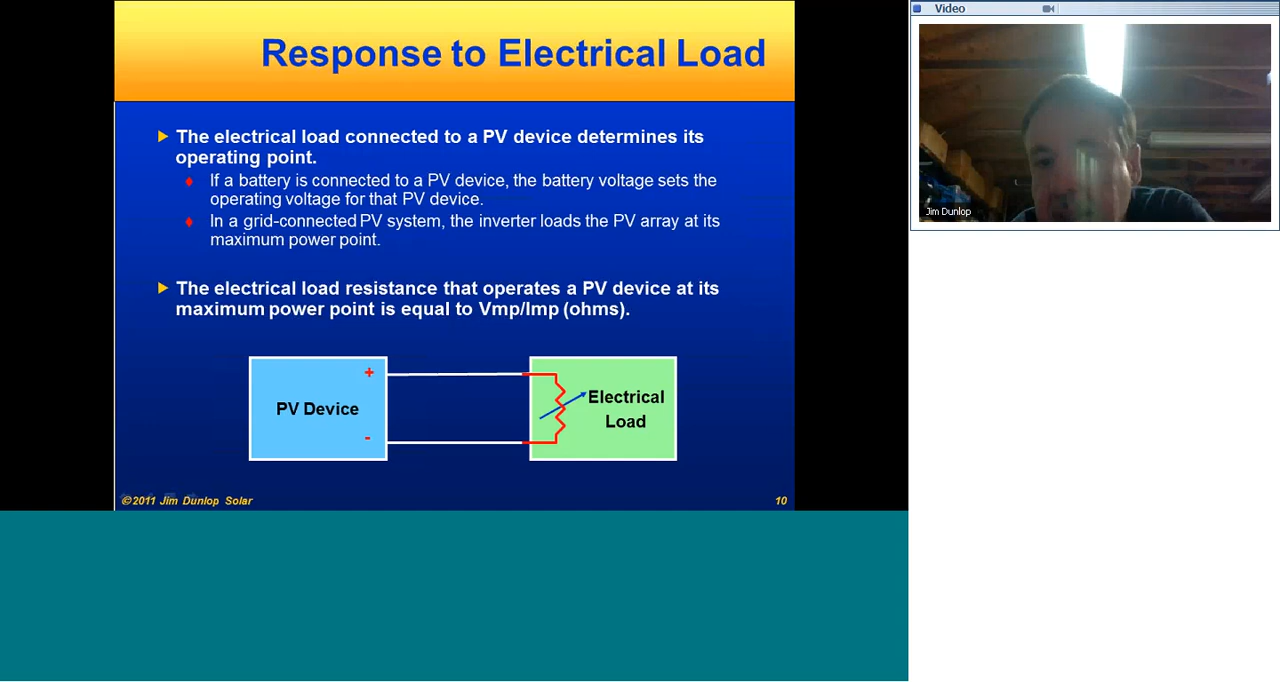 Response to Electrical Load
The electrical load connected to a PV device determines its
operating point.
If a battery is connected to a PV device, the battery voltage sets the
operating voltage for that PV device.
In a grid-connected PV system, the inverter loads the PV array at its
maximum power point.
The electrical load resistance that operates a PV device at its
maximum power point is equal to Vmp/Imp (ohms).
+
PV Device
-
Electrical
Load
©2011 Jim Dunlop Solar
10
Video
Jim Dunlop